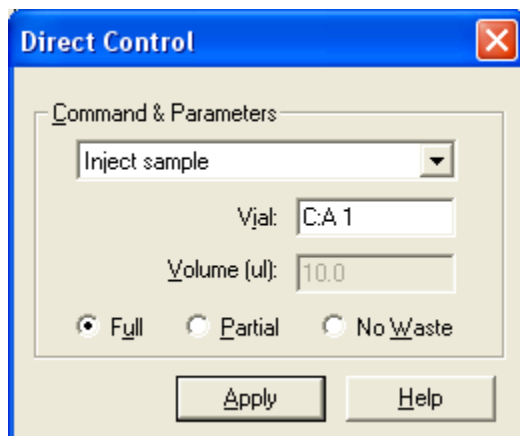 Direct Control
Command & Parameters
Inject sample
Vial: C:A 1
Volume (ul): 10.0
Full Partial No Waste
Apply Help